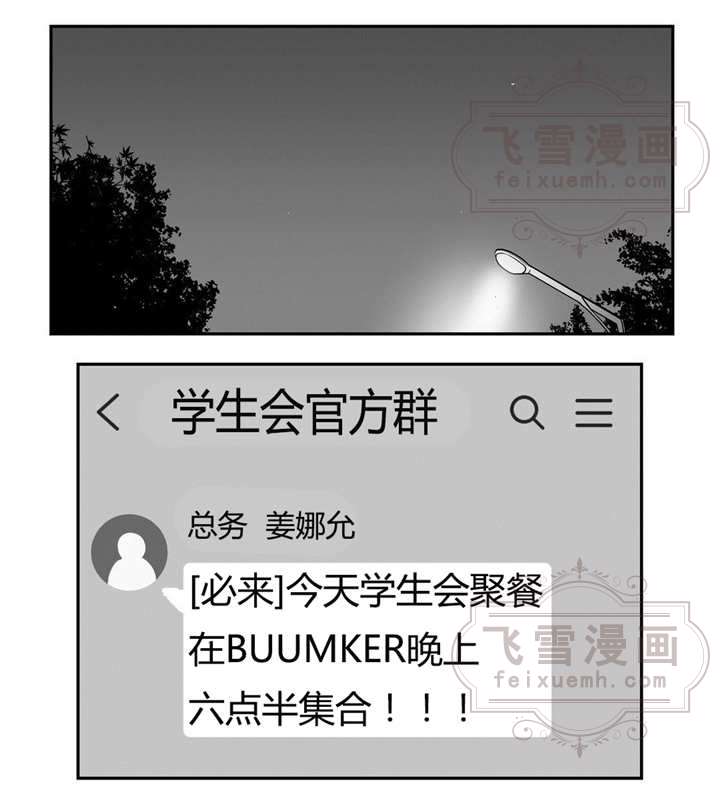 飞雪漫画
feixuemh.com
学生会官方群
总务 姜娜允
[必来]今天学生会聚餐
在BUUMKER晚上
六点半集合！！！
飞雪漫画
feixuemh.com